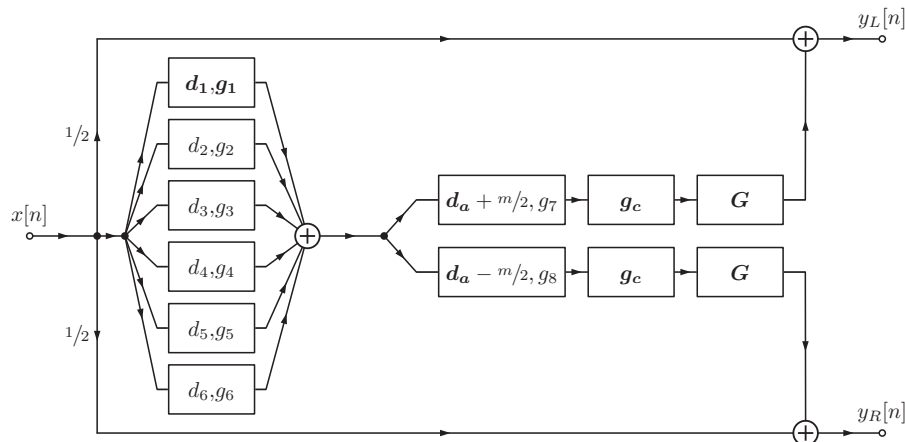 y_L[n]
d_1,g_1
1/2
d_2,g_2
d_3,g_3
d_a + m/2, g_7
g_c
G
x[n]
d_4,g_4
d_a − m/2, g_8
g_c
G
1/2
d_5,g_5
d_6,g_6
y_R[n]